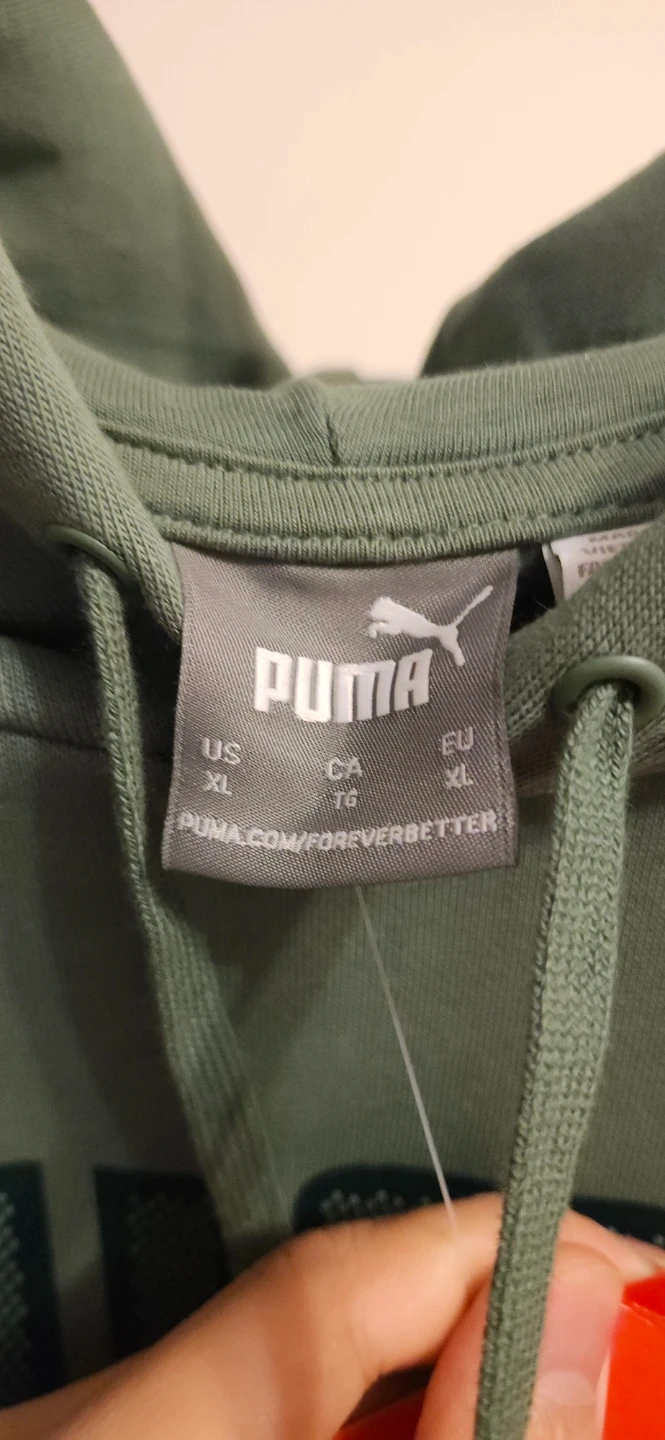 PUMA
US CA EU
XL TG XL
PUMA.COM/FOREVERBETTER